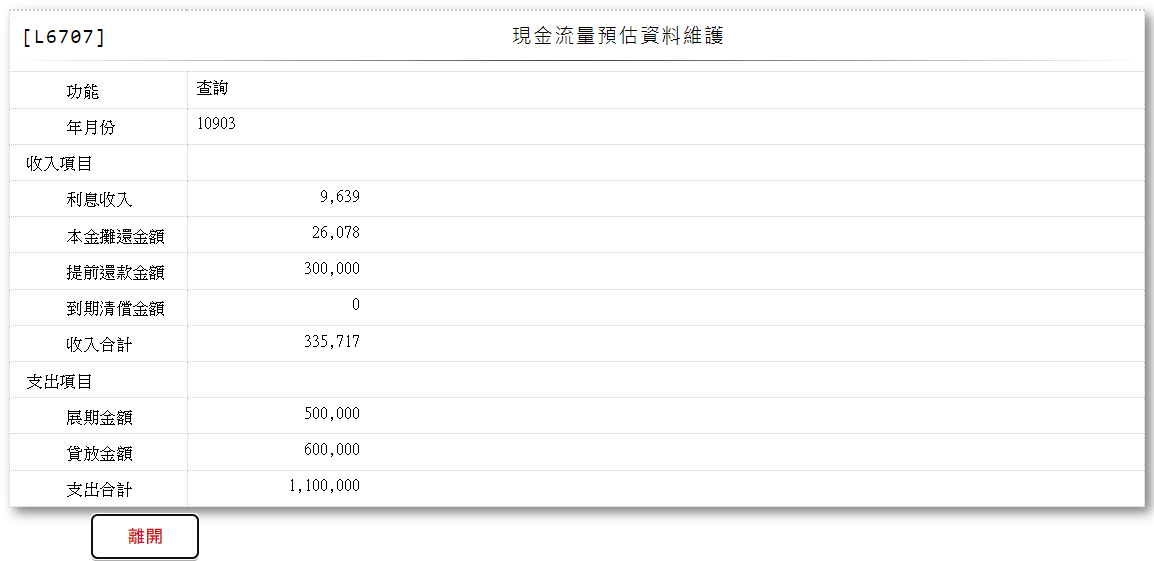 [L6707] 現金流量預估資料維護
功能 查詢
年月份 10903
收入項目
利息收入 9,639
本金攤還金額 26,078
提前還款金額 300,000
到期清償金額 0
收入合計 335,717
支出項目
展期金額 500,000
貸放金額 600,000
支出合計 1,100,000
離開